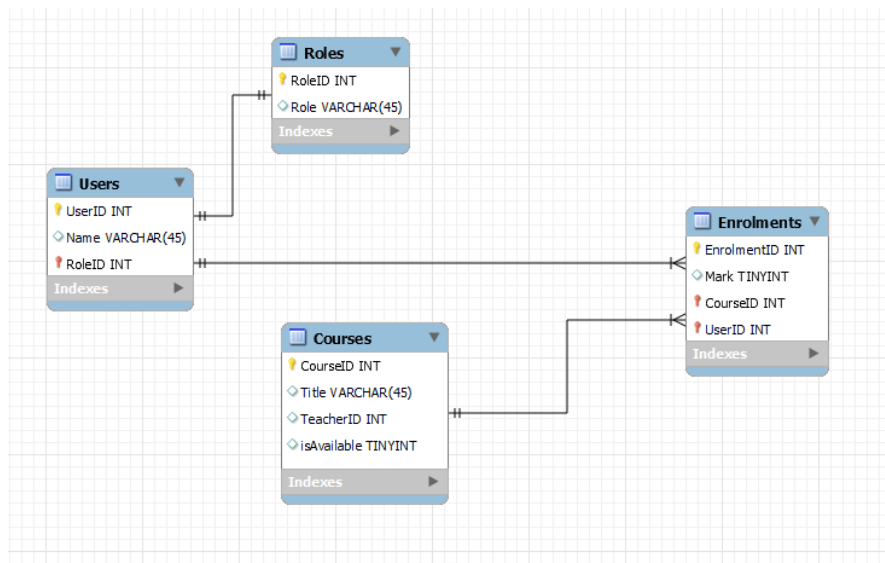 Roles
RoleID INT
Role VARCHAR(45)
Indexes
Users
UserID INT
Name VARCHAR(45)
RoleID INT
Indexes
Enrolments
EnrolmentID INT
Mark TINYINT
CourseID INT
UserID INT
Indexes
Courses
CourseID INT
Title VARCHAR(45)
TeacherID INT
isAvailable TINYINT
Indexes